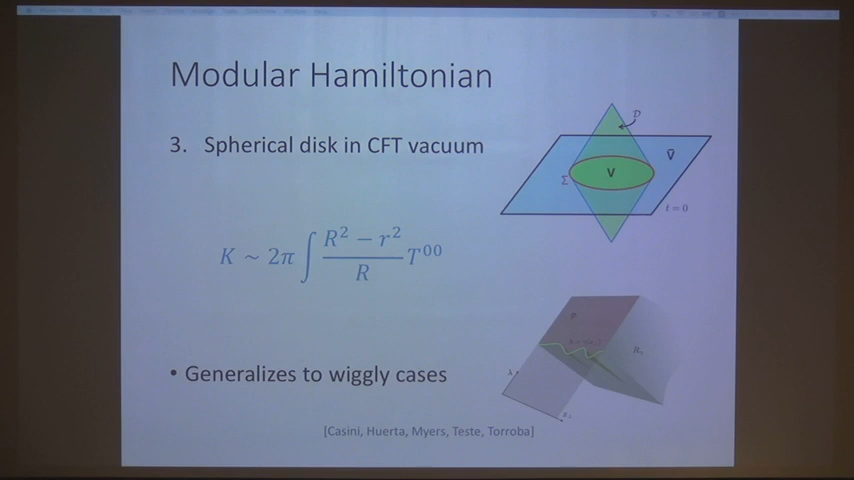 Modular Hamiltonian
3. Spherical disk in CFT vacuum
𝒟
V̄
V
Σ
t = 0
K ~ 2π ∫ (R² − r²)/R T⁰⁰
λ
• Generalizes to wiggly cases
[Casini, Huerta, Myers, Teste, Torroba]